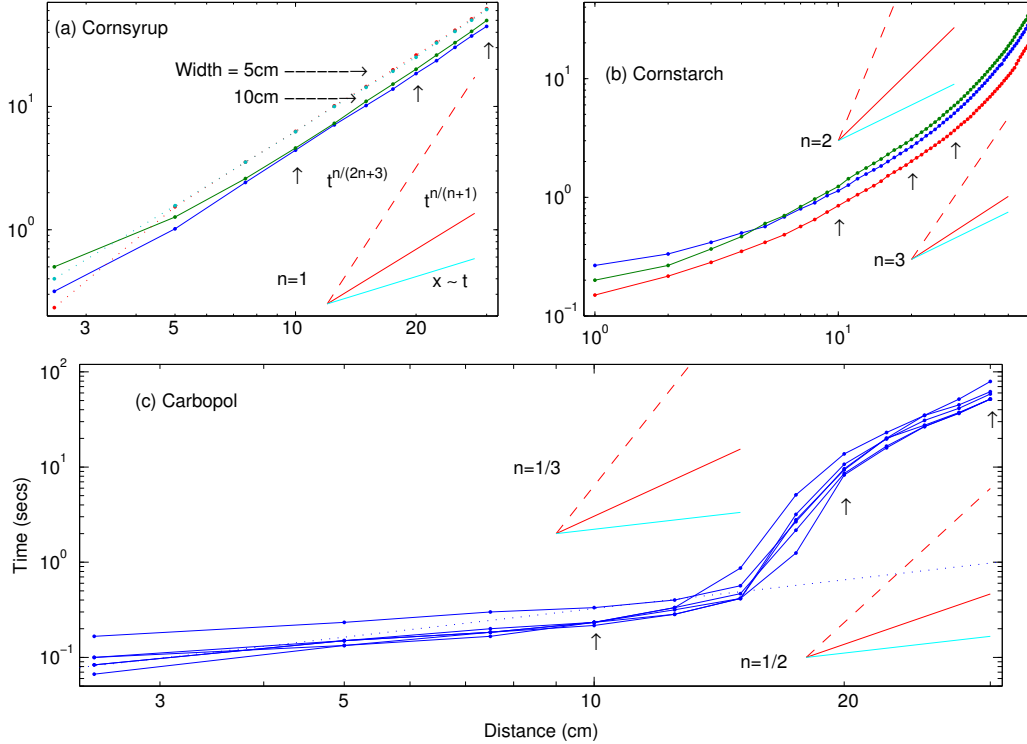 (a) Cornsyrup
Width = 5cm
10cm
t^{n/(2n+3)}
t^{n/(n+1)}
n=1
x ~ t
10^1
10^0
3
5
10
20
(b) Cornstarch
n=2
n=3
10^1
10^0
10^{-1}
10^0
10^1
(c) Carbopol
n=1/3
n=1/2
10^2
10^1
10^0
10^{-1}
Time (secs)
3
5
10
20
Distance (cm)